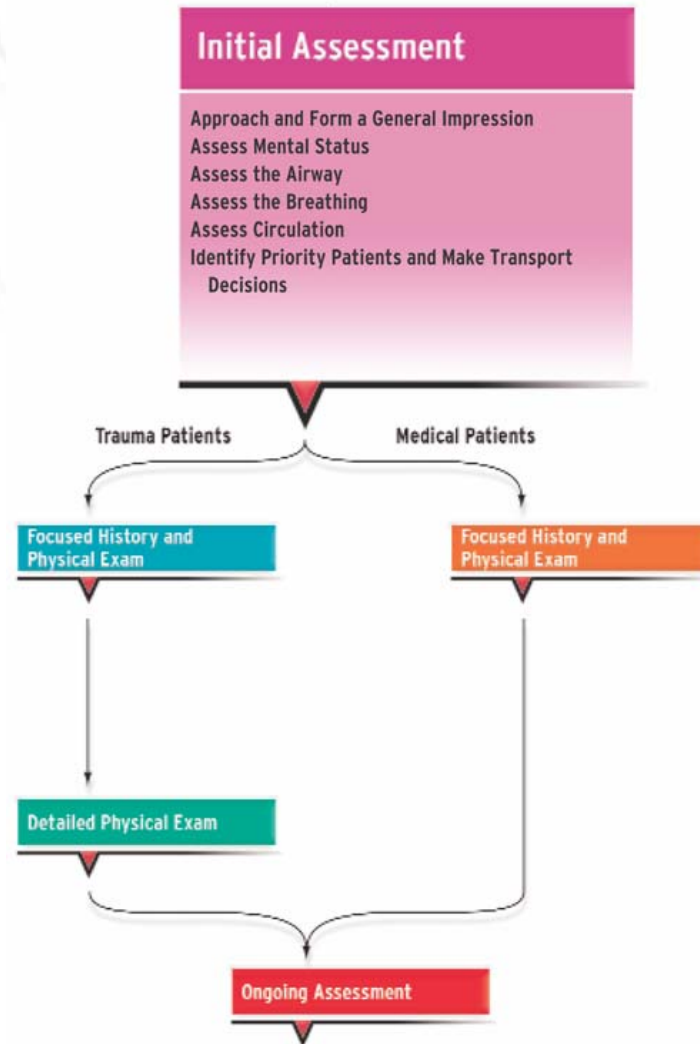 Initial Assessment
Approach and Form a General Impression
Assess Mental Status
Assess the Airway
Assess the Breathing
Assess Circulation
Identify Priority Patients and Make Transport
Decisions
Trauma Patients
Medical Patients
Focused History and
Physical Exam
Focused History and
Physical Exam
Detailed Physical Exam
Ongoing Assessment